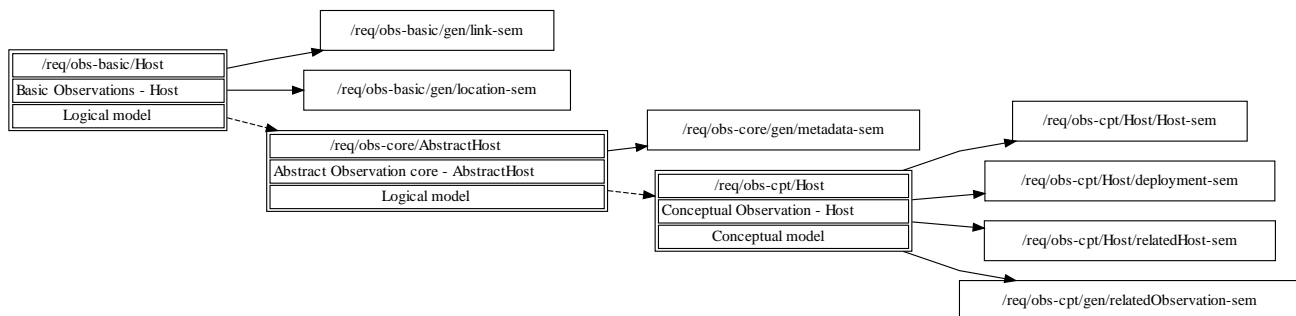 /req/obs-basic/gen/link-sem
/req/obs-basic/Host
Basic Observations - Host
Logical model
/req/obs-basic/gen/location-sem
/req/obs-core/AbstractHost
Abstract Observation core - AbstractHost
Logical model
/req/obs-core/gen/metadata-sem
/req/obs-cpt/Host
Conceptual Observation - Host
Conceptual model
/req/obs-cpt/Host/Host-sem
/req/obs-cpt/Host/deployment-sem
/req/obs-cpt/Host/relatedHost-sem
/req/obs-cpt/gen/relatedObservation-sem